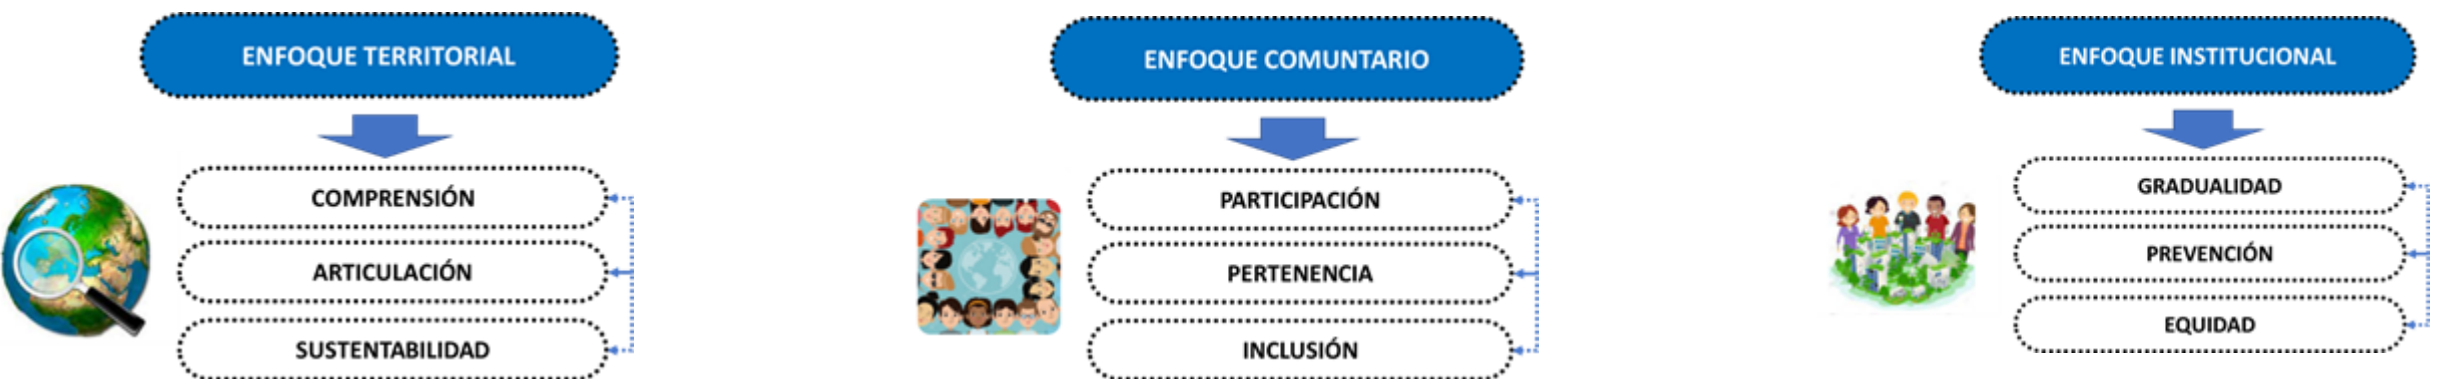 ENFOQUE TERRITORIAL
COMPRENSIÓN
ARTICULACIÓN
SUSTENTABILIDAD
ENFOQUE COMUNTARIO
PARTICIPACIÓN
PERTENENCIA
INCLUSIÓN
ENFOQUE INSTITUCIONAL
GRADUALIDAD
PREVENCIÓN
EQUIDAD